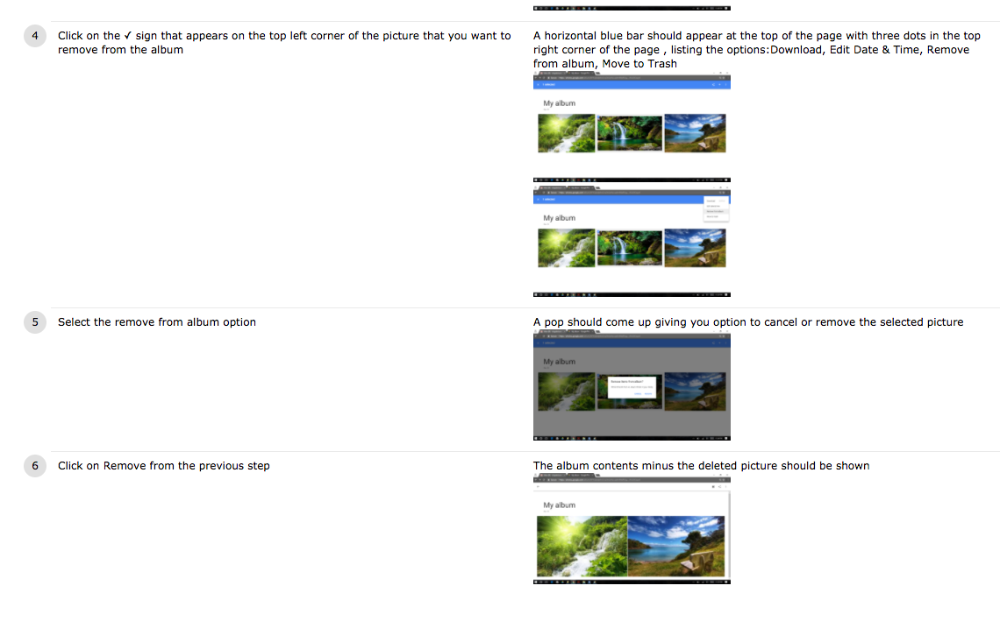 4
Click on the ✓ sign that appears on the top left corner of the picture that you want to
remove from the album
A horizontal blue bar should appear at the top of the page with three dots in the top
right corner of the page , listing the options:Download, Edit Date & Time, Remove
from album, Move to Trash
My album
My album
5
Select the remove from album option
A pop should come up giving you option to cancel or remove the selected picture
My album
6
Click on Remove from the previous step
The album contents minus the deleted picture should be shown
My album